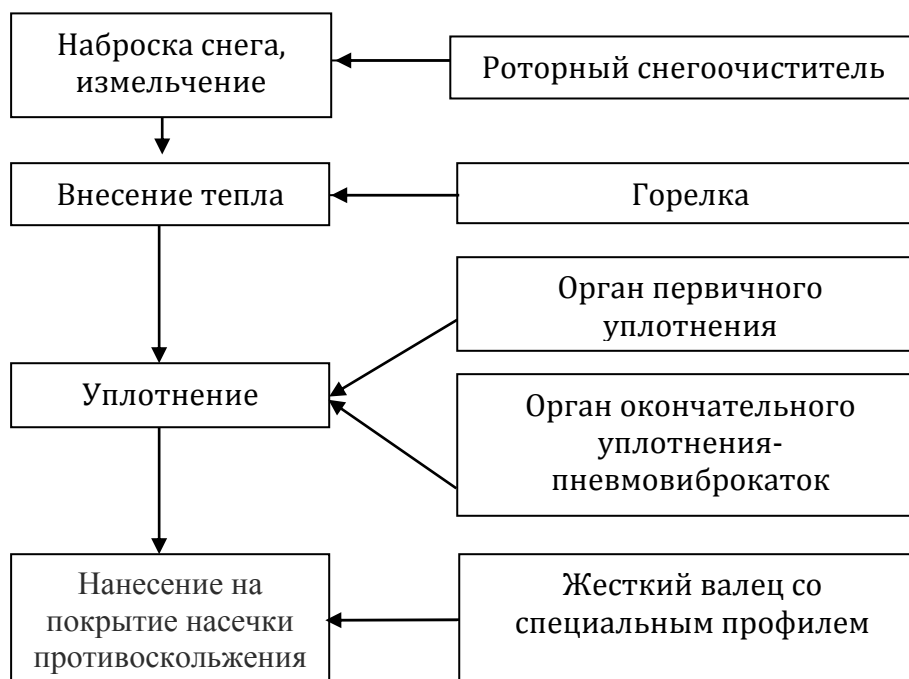 Наброска снега,
измельчение
Роторный снегоочиститель
Внесение тепла
Горелка
Орган первичного
уплотнения
Уплотнение
Орган окончательного
уплотнения-
пневмовиброкаток
Нанесение на
покрытие насечки
противоскольжения
Жесткий валец со
специальным профилем